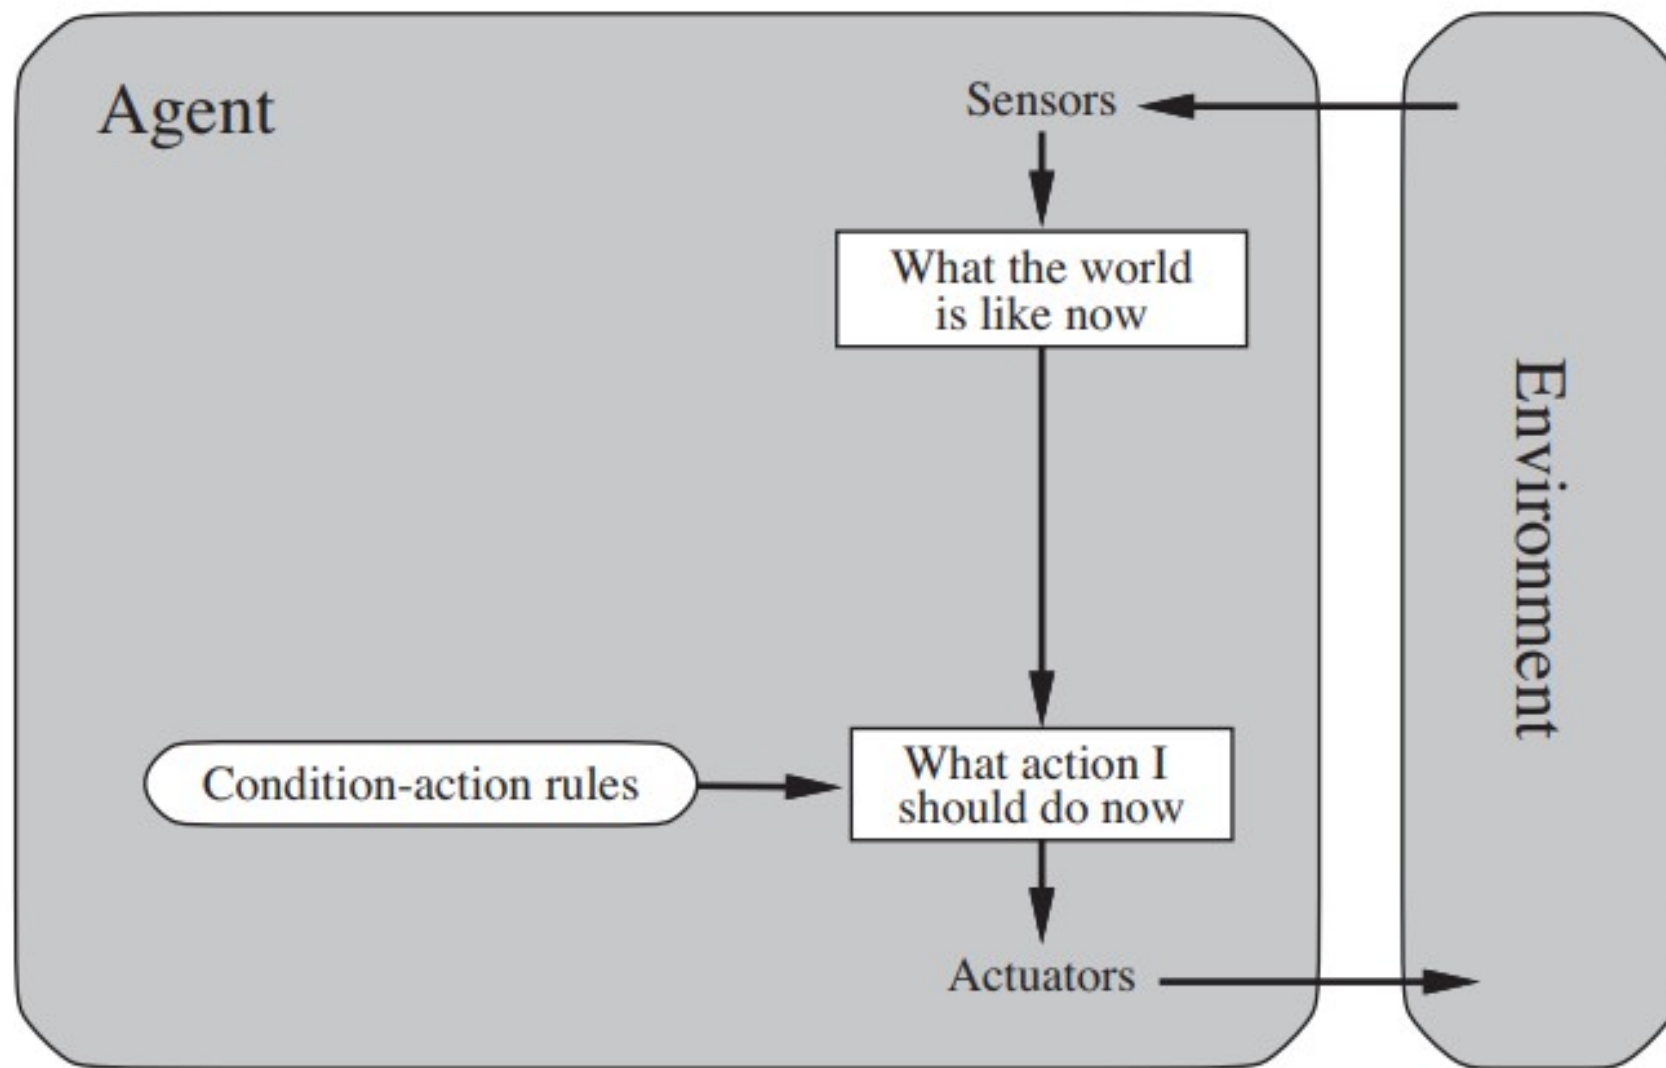 Agent
Sensors
What the world
is like now
Environment
Condition-action rules
What action I
should do now
Actuators